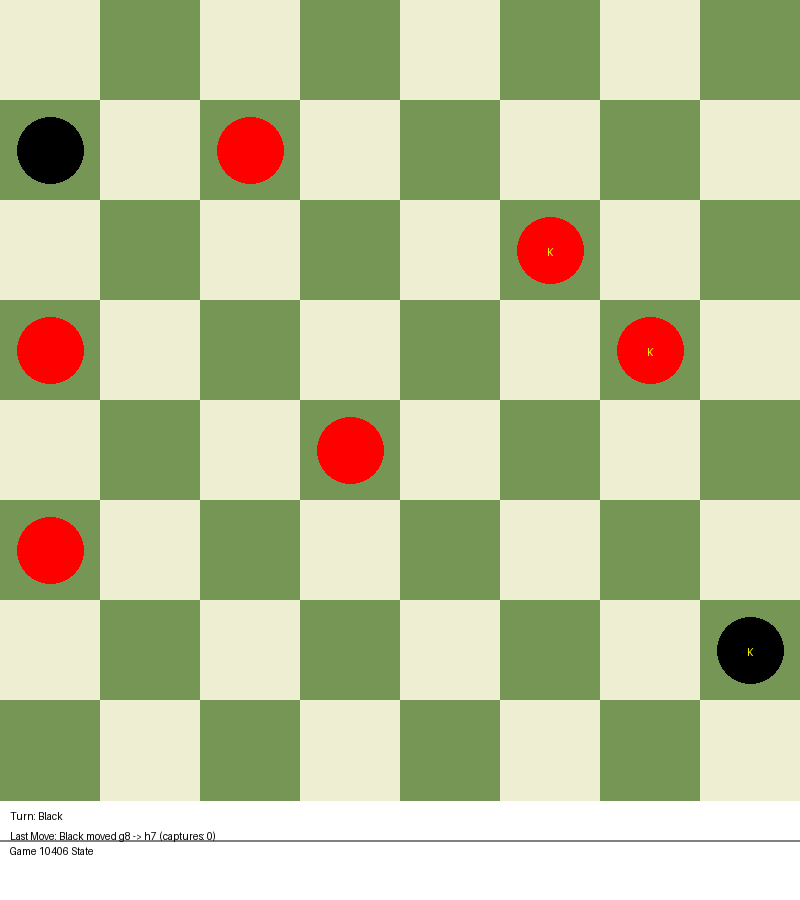 K
K
K
Turn: Black
Last Move: Black moved g8 -> h7 (captures: 0)
Game 10406 State